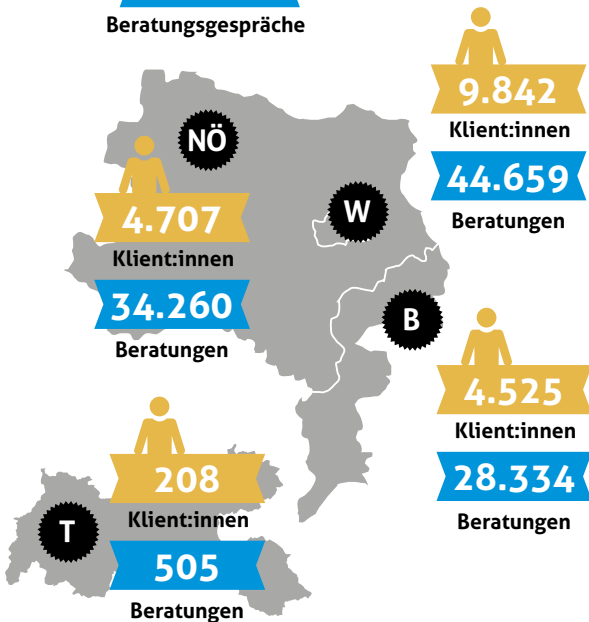 Beratungsgespräche
9.842
Klient:innen
44.659
Beratungen
NÖ
4.707
Klient:innen
34.260
Beratungen
W
B
4.525
Klient:innen
28.334
Beratungen
T
208
Klient:innen
505
Beratungen